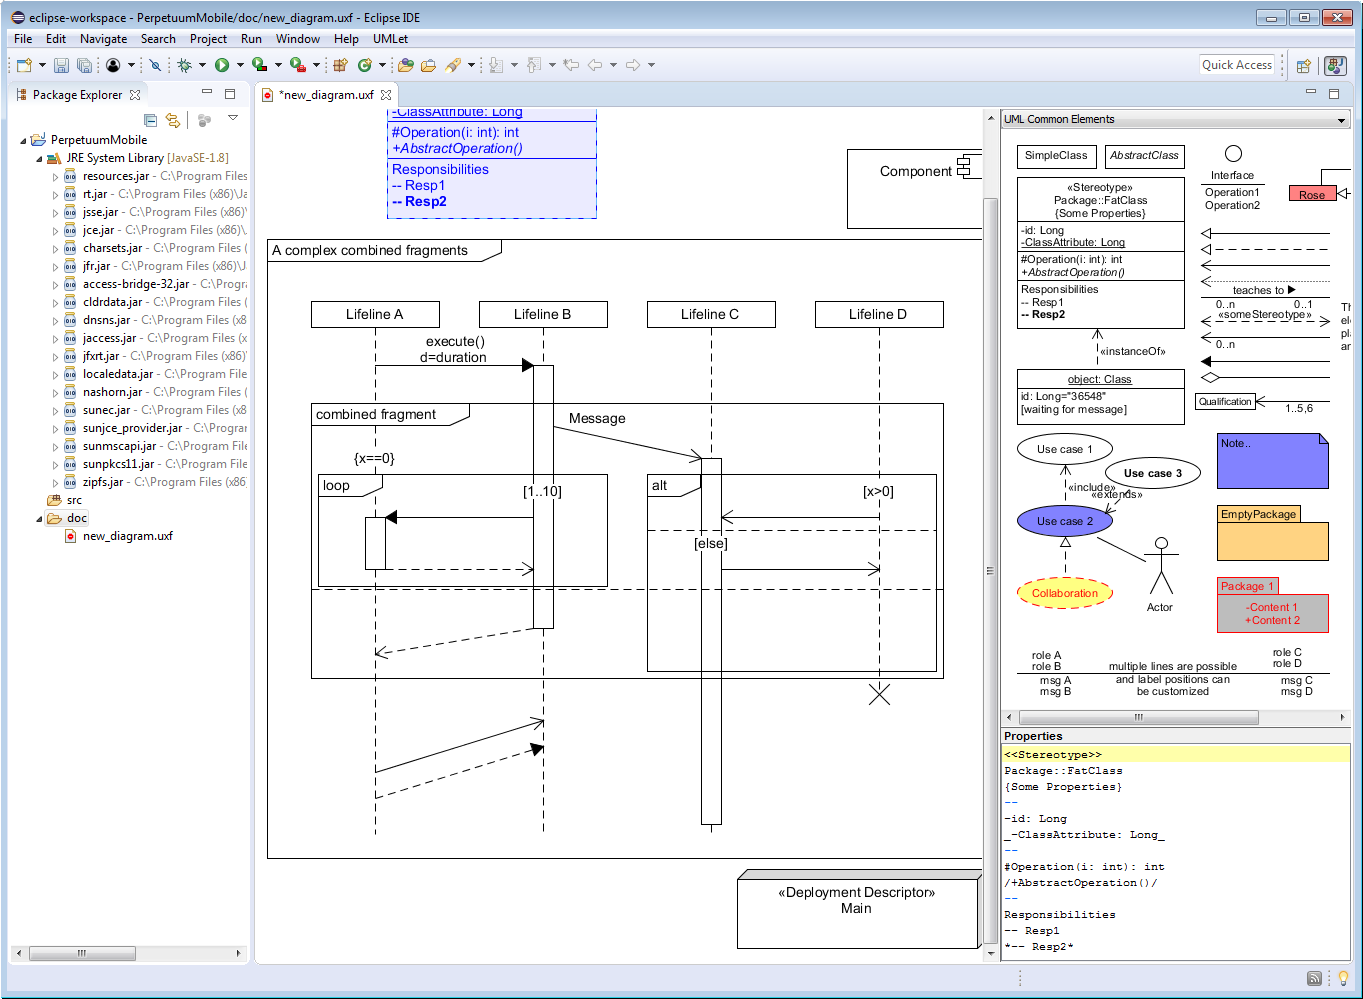 eclipse-workspace - PerpetuumMobile/doc/new_diagram.uxf - Eclipse IDE
File Edit Navigate Search Project Run Window Help UMLet
Quick Access
Package Explorer
PerpetuumMobile
JRE System Library [JavaSE-1.8]
resources.jar - C:\Program Files
rt.jar - C:\Program Files (x86)\Ja
jsse.jar - C:\Program Files (x86)\
jce.jar - C:\Program Files (x86)\
charsets.jar - C:\Program Files
jfr.jar - C:\Program Files (x86)\J
access-bridge-32.jar - C:\Progra
cldrdata.jar - C:\Program Files
dnsns.jar - C:\Program Files (x8
jaccess.jar - C:\Program Files (x
jfxrt.jar - C:\Program Files (x86)
localedata.jar - C:\Program Files
nashorn.jar - C:\Program Files (
sunec.jar - C:\Program Files (x8
sunjce_provider.jar - C:\Progra
sunmscapi.jar - C:\Program Files
sunpkcs11.jar - C:\Program Files
zipfs.jar - C:\Program Files (x86
src
doc
new_diagram.uxf
*new_diagram.uxf
-ClassAttribute: Long
#Operation(i: int): int
+AbstractOperation()
Responsibilities
-- Resp1
-- Resp2
Component
A complex combined fragments
Lifeline A
Lifeline B
Lifeline C
Lifeline D
execute()
d=duration
combined fragment
Message
{x==0}
loop
[1..10]
alt
[x>0]
[else]
«Deployment Descriptor»
Main
UML Common Elements
SimpleClass
AbstractClass
Interface
Operation1
Operation2
Rose
«Stereotype»
Package::FatClass
{Some Properties}
-id: Long
-ClassAttribute: Long
#Operation(i: int): int
+AbstractOperation()
Responsibilities
-- Resp1
-- Resp2
teaches to
0..n 0..1
«someStereotype»
0..n
Th
el
pl
an
«instanceOf»
object: Class
id: Long="36548"
[waiting for message]
Qualification
1..5,6
Use case 1
Use case 3
«include»
«extends»
Use case 2
Collaboration
Actor
Note..
EmptyPackage
Package 1
-Content 1
+Content 2
role A
role B
msg A
msg B
multiple lines are possible
and label positions can
be customized
role C
role D
msg C
msg D
Properties
<<Stereotype>>
Package::FatClass
{Some Properties}
--
-id: Long
_-ClassAttribute: Long_
--
#Operation(i: int): int
/+AbstractOperation()/
--
Responsibilities
-- Resp1
*-- Resp2*